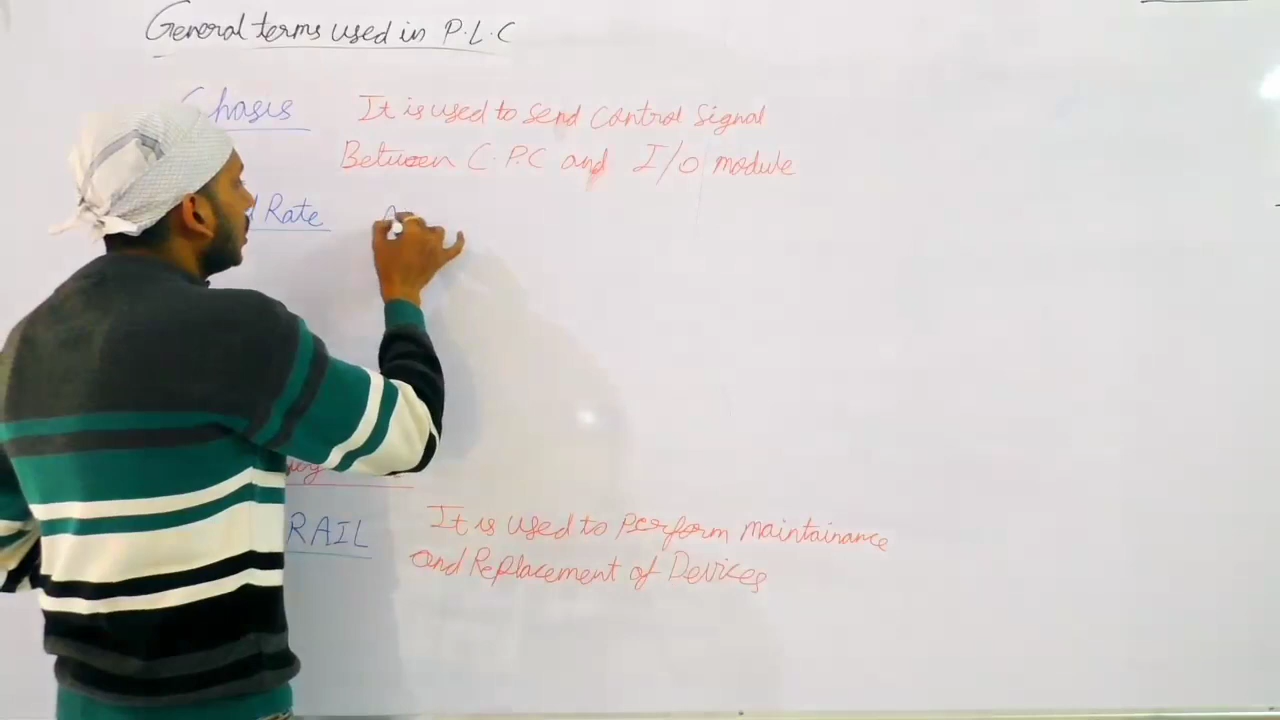 General terms used in P.L.C
Chasis It is used to send control signal
Between C.P.C and I/O module
Rate
RAIL It is used to perform maintainance
and Replacement of Devices